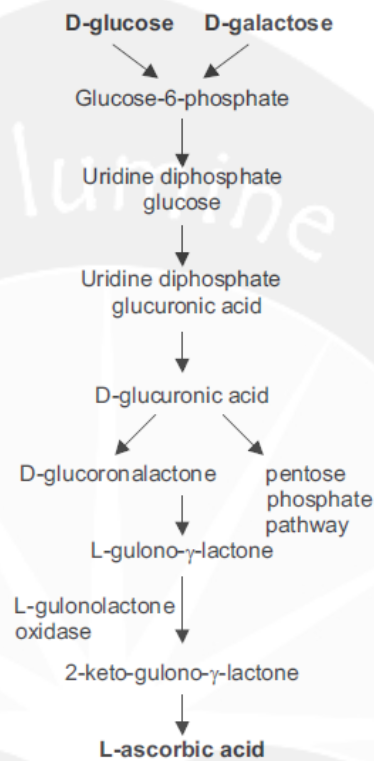 D-glucose D-galactose
Glucose-6-phosphate
lumine
Uridine diphosphate
glucose
Uridine diphosphate
glucuronic acid
D-glucuronic acid
D-glucoronalactone
pentose
phosphate
pathway
L-gulono-γ-lactone
L-gulonolactone
oxidase
2-keto-gulono-γ-lactone
L-ascorbic acid